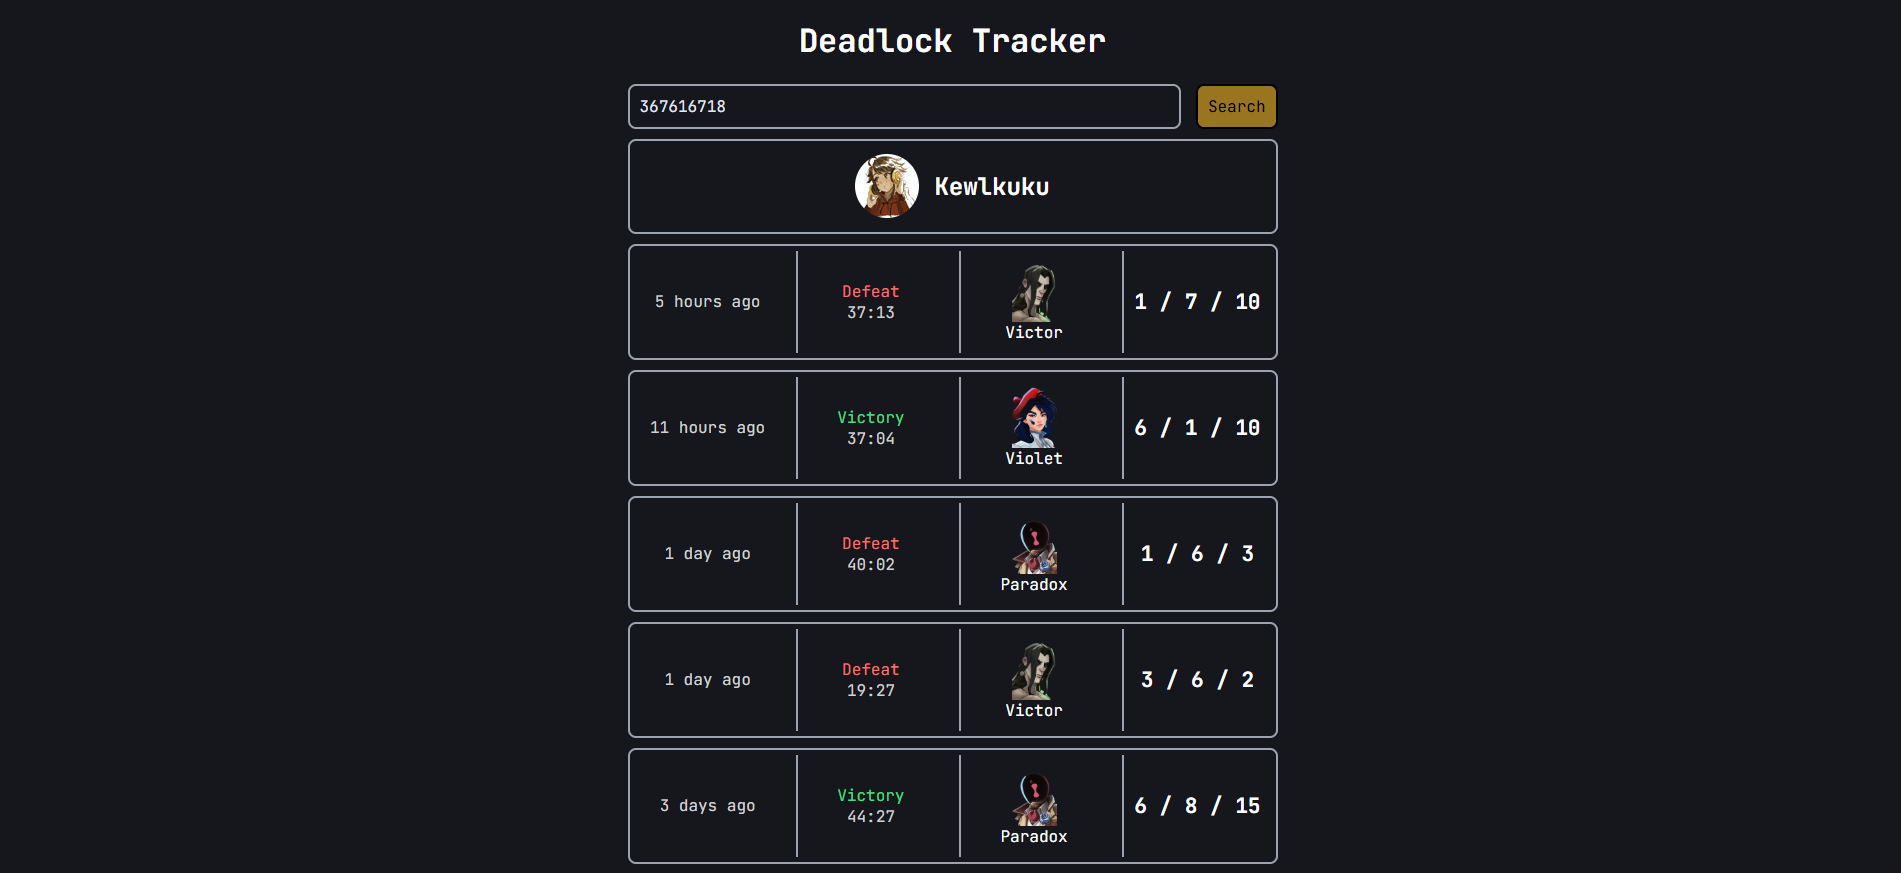 Deadlock Tracker
367616718
Search
Kewlkuku
5 hours ago
Defeat
37:13
Victor
1 / 7 / 10
11 hours ago
Victory
37:04
Violet
6 / 1 / 10
1 day ago
Defeat
40:02
Paradox
1 / 6 / 3
1 day ago
Defeat
19:27
Victor
3 / 6 / 2
3 days ago
Victory
44:27
Paradox
6 / 8 / 15